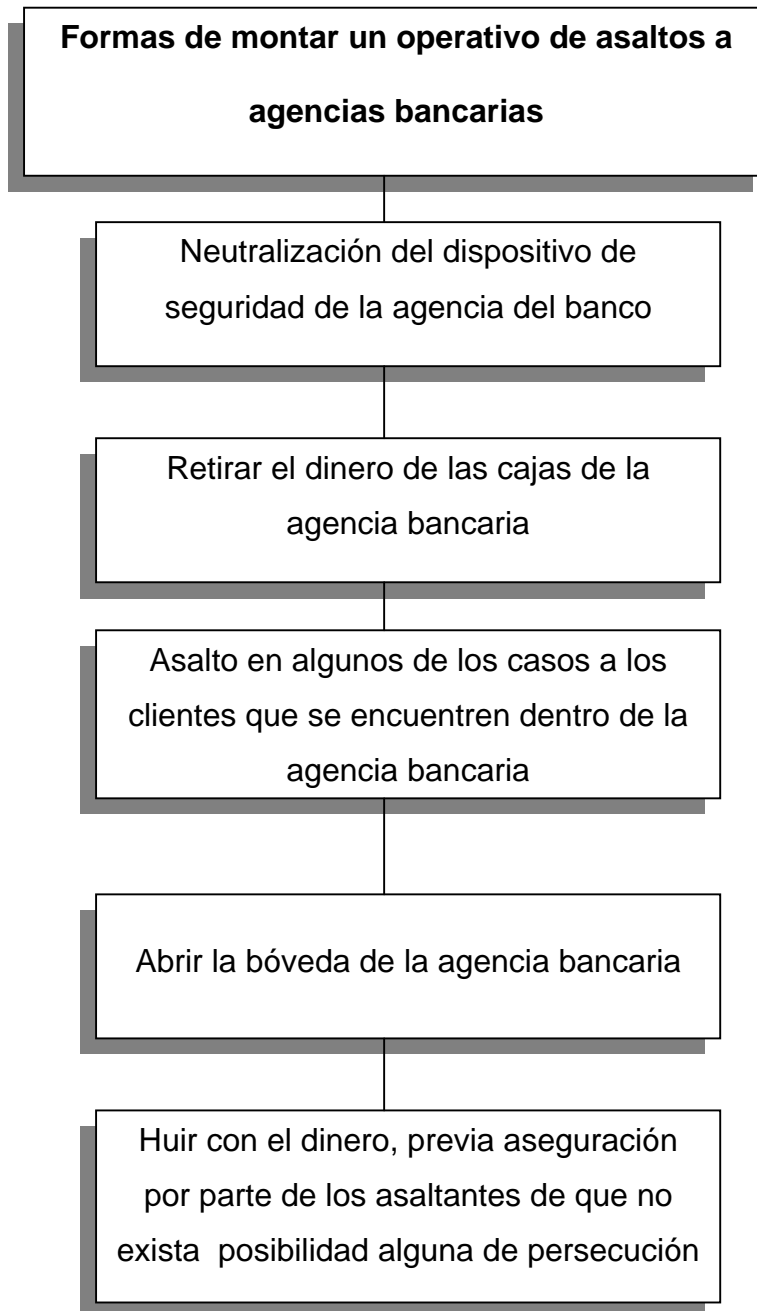 Formas de montar un operativo de asaltos a
agencias bancarias
Neutralización del dispositivo de
seguridad de la agencia del banco
Retirar el dinero de las cajas de la
agencia bancaria
Asalto en algunos de los casos a los
clientes que se encuentren dentro de la
agencia bancaria
Abrir la bóveda de la agencia bancaria
Huir con el dinero, previa aseguración
por parte de los asaltantes de que no
exista posibilidad alguna de persecución